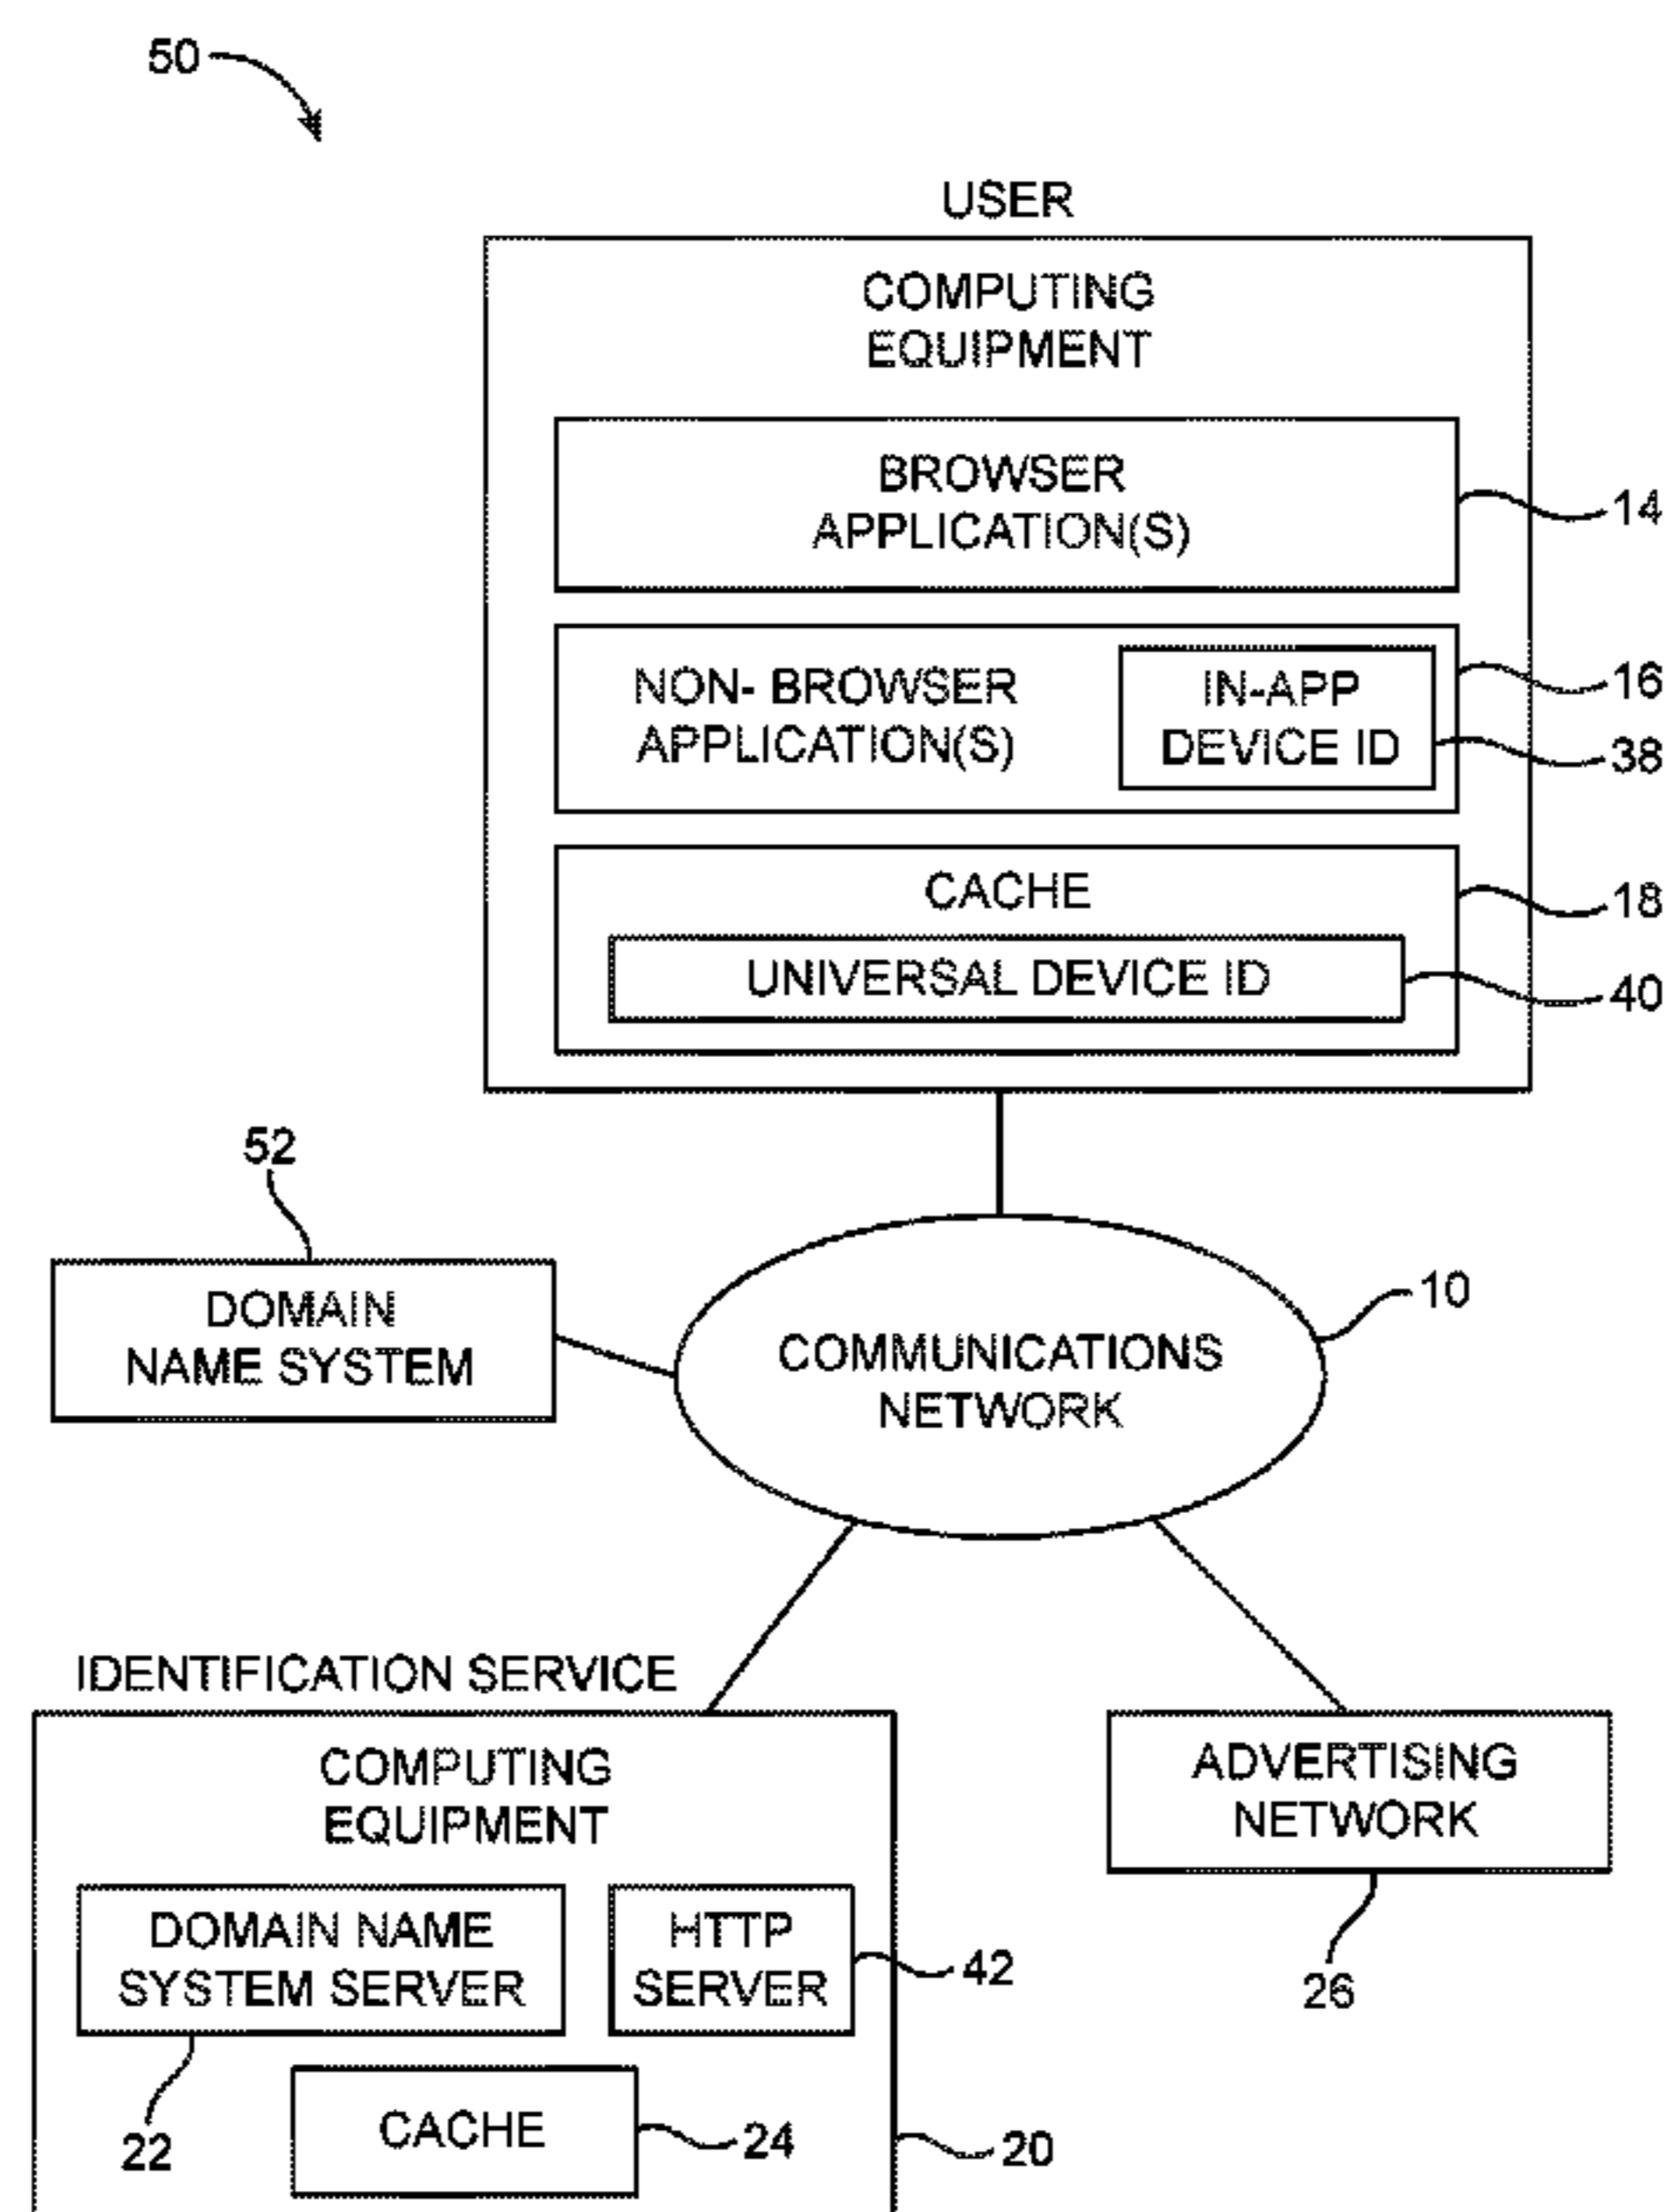 50
USER
COMPUTING
EQUIPMENT
BROWSER
APPLICATION(S)
14
NON- BROWSER
APPLICATION(S)
IN-APP
DEVICE ID
16
38
CACHE
18
UNIVERSAL DEVICE ID
40
52
DOMAIN
NAME SYSTEM
COMMUNICATIONS
NETWORK
10
IDENTIFICATION SERVICE
COMPUTING
EQUIPMENT
DOMAIN NAME
SYSTEM SERVER
HTTP
SERVER
42
22
CACHE
24
20
ADVERTISING
NETWORK
26